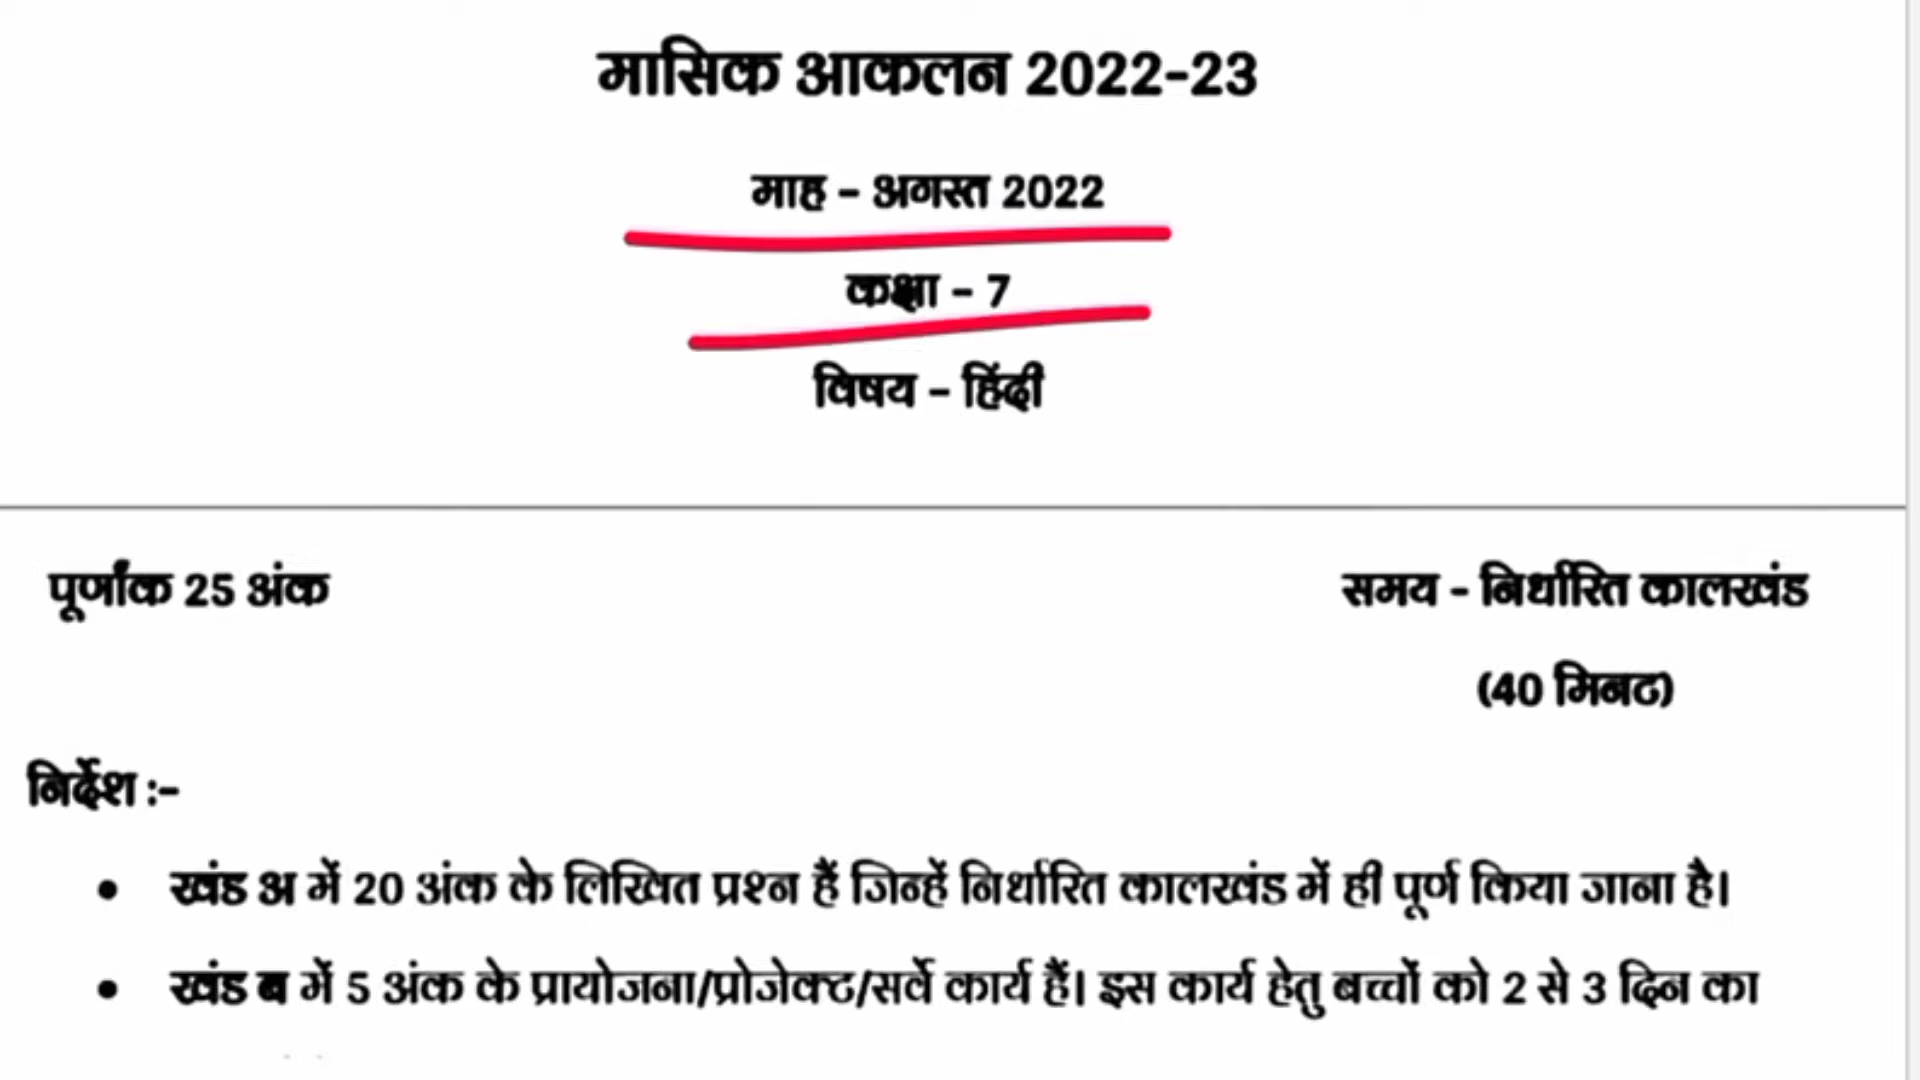 मासिक आकलन 2022-23
माह - अगस्त 2022
कक्षा - 7
विषय - हिंदी
पूर्णांक 25 अंक
समय - निर्धारित कालखंड
(40 मिनट)
निर्देश :-
• खंड अ में 20 अंक के लिखित प्रश्न हैं जिन्हें निर्धारित कालखंड में ही पूर्ण किया जाना है।
• खंड ब में 5 अंक के प्रायोजना/प्रोजेक्ट/सर्वे कार्य हैं। इस कार्य हेतु बच्चों को 2 से 3 दिन का